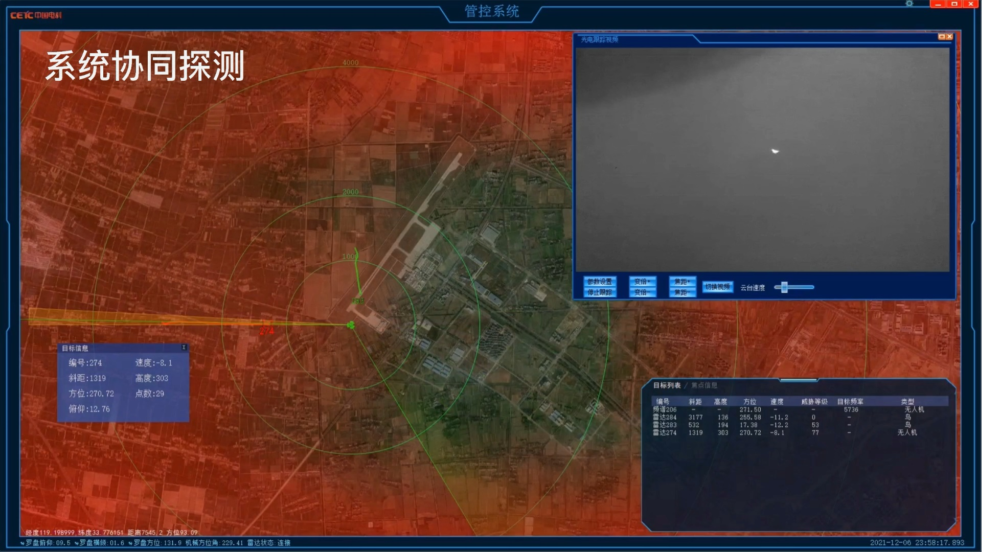 CETC中国电科
管控系统
系统协同探测
4000
2000
1000
274
光电跟踪视频
参数设置 变倍+ 焦距+ 切换视频 云台速度
停止跟踪 变倍- 焦距-
目标信息 X
编号:274 速度:-8.1
斜距:1319 高度:303
方位:270.72 点数:29
俯仰:12.76
目标列表 / 焦点信息
编号 斜距 高度 方位 速度 威胁等级 目标频率 类型
频谱206 - - 271.50 - - 5736 无人机
雷达284 3177 136 255.58 -11.2 0 - 鸟
雷达283 532 194 17.38 -12.2 53 - 鸟
雷达274 1319 303 270.72 -8.1 77 - 无人机
经度119.198999 纬度33.776151 距离7545.2 方位93.09
罗盘俯仰:09.5 罗盘横倾:01.6 罗盘方位:131.9 机械方位角:229.41 雷达状态:连接
2021-12-06 23:58:17.893